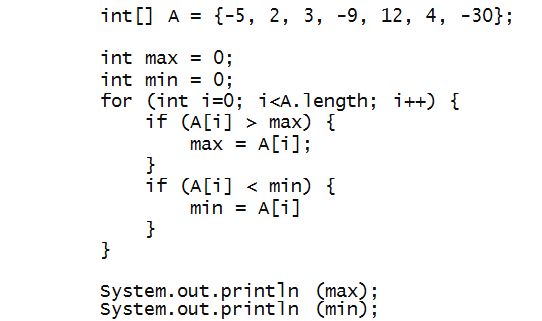 int[] A = {-5, 2, 3, -9, 12, 4, -30};
int max = 0;
int min = 0;
for (int i=0; i<A.length; i++) {
if (A[i] > max) {
max = A[i];
}
if (A[i] < min) {
min = A[i]
}
}
System.out.println (max);
System.out.println (min);